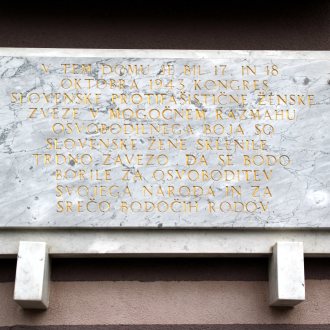 V TEM DOMU JE BIL 17. IN 18.
OKTOBRA 1943 KONGRES
SLOVENSKE PROTIFAŠISTIČNE ŽENSKE
ZVEZE V MOGOČNEM RAZMAHU
OSVOBODILNEGA BOJA SO
SLOVENSKE ŽENE SKLENILE
TRDNO ZAVEZO, DA SE BODO
BORILE ZA OSVOBODITEV
SVOJEGA NARODA IN ZA
SREČO BODOČIH RODOV